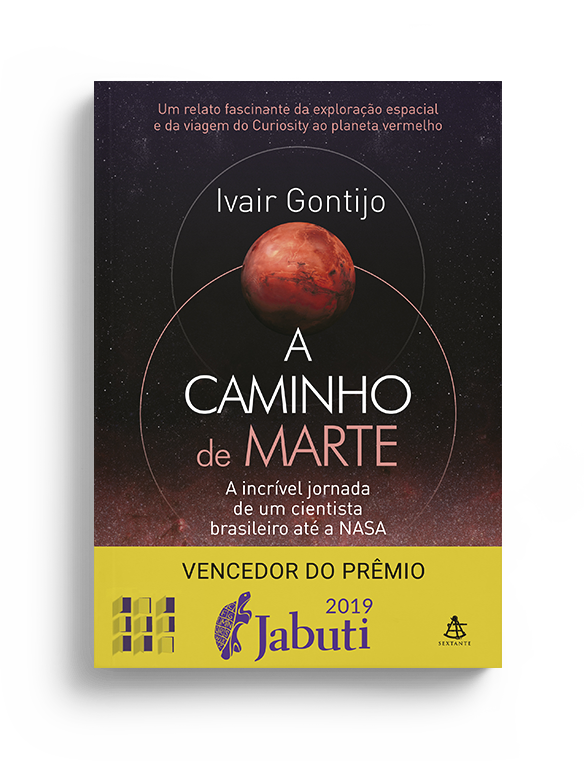 Um relato fascinante da exploração espacial
e da viagem do Curiosity ao planeta vermelho
Ivair Gontijo
A
CAMINHO
de MARTE
A incrível jornada
de um cientista
brasileiro até a NASA
VENCEDOR DO PRÊMIO
2019
Jabuti
SEXTANTE